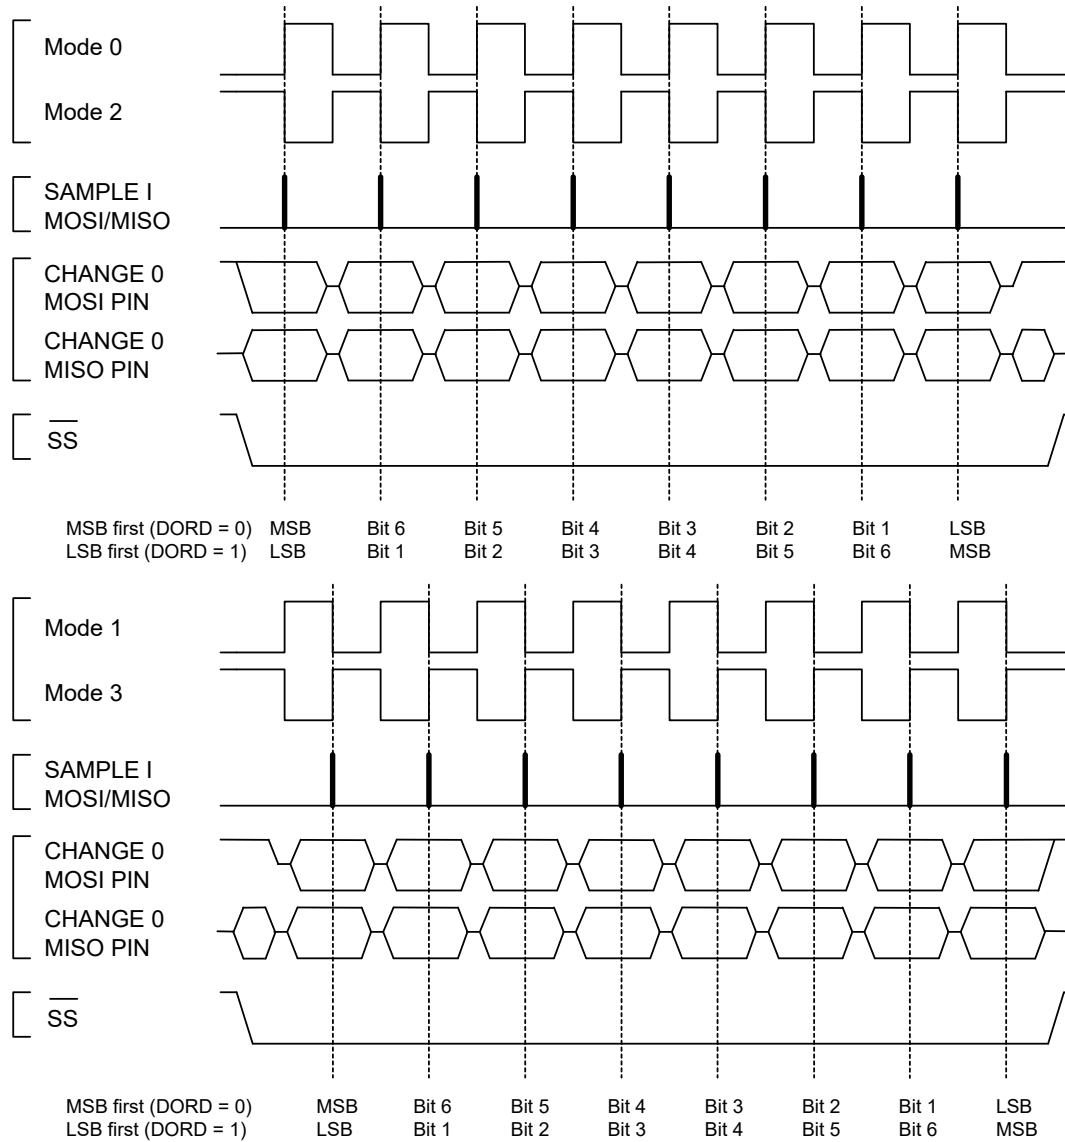 Mode 0
Mode 2
SAMPLE I
MOSI/MISO
CHANGE 0
MOSI PIN
CHANGE 0
MISO PIN
SS
MSB first (DORD = 0) MSB Bit 6 Bit 5 Bit 4 Bit 3 Bit 2 Bit 1 LSB
LSB first (DORD = 1) LSB Bit 1 Bit 2 Bit 3 Bit 4 Bit 5 Bit 6 MSB
Mode 1
Mode 3
SAMPLE I
MOSI/MISO
CHANGE 0
MOSI PIN
CHANGE 0
MISO PIN
SS
MSB first (DORD = 0) MSB Bit 6 Bit 5 Bit 4 Bit 3 Bit 2 Bit 1 LSB
LSB first (DORD = 1) LSB Bit 1 Bit 2 Bit 3 Bit 4 Bit 5 Bit 6 MSB